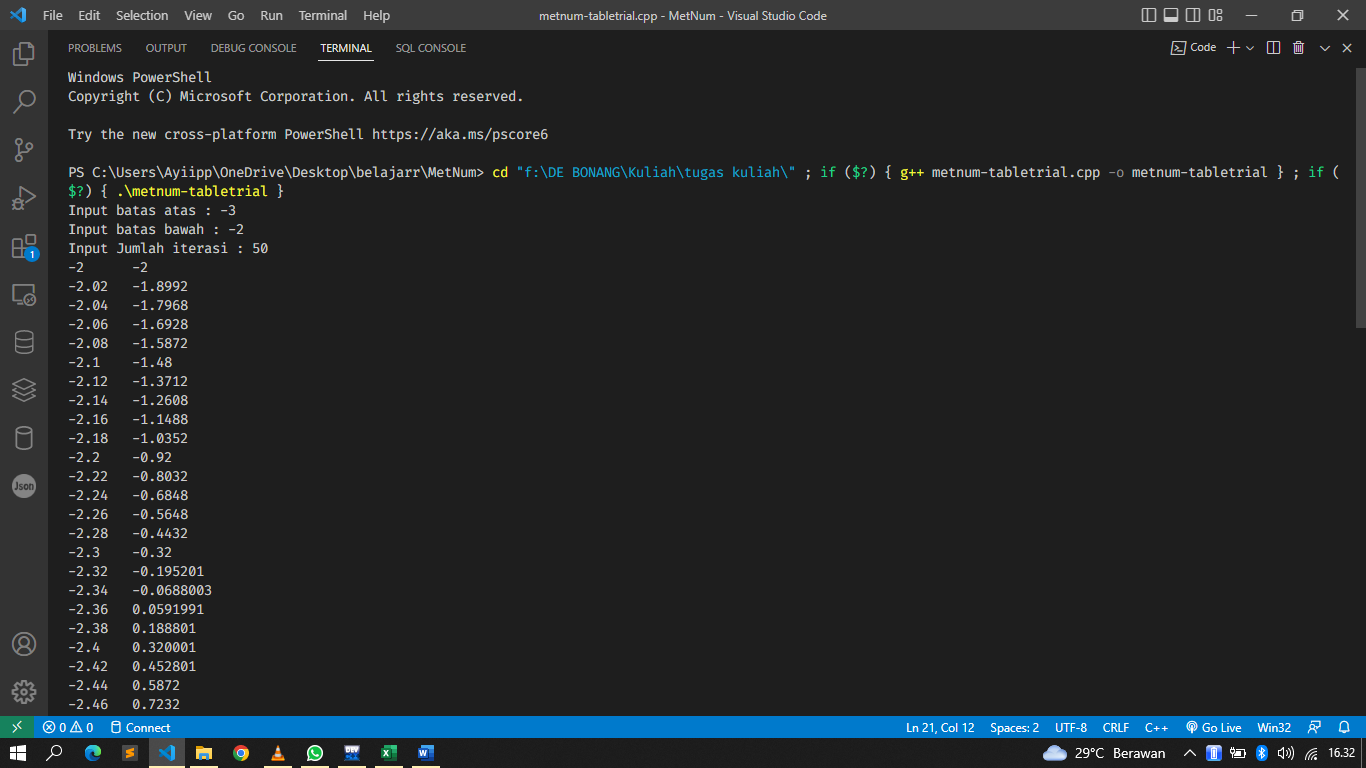 File Edit Selection View Go Run Terminal Help
metnum-tabletrial.cpp - MetNum - Visual Studio Code
PROBLEMS OUTPUT DEBUG CONSOLE TERMINAL SQL CONSOLE
Code
Windows PowerShell
Copyright (C) Microsoft Corporation. All rights reserved.
Try the new cross-platform PowerShell https://aka.ms/pscore6
PS C:\Users\Ayiipp\OneDrive\Desktop\belajarr\MetNum> cd "f:\DE BONANG\Kuliah\tugas kuliah\" ; if ($?) { g++ metnum-tabletrial.cpp -o metnum-tabletrial } ; if (
$?) { .\metnum-tabletrial }
Input batas atas : -3
Input batas bawah : -2
Input Jumlah iterasi : 50
-2 -2
-2.02 -1.8992
-2.04 -1.7968
-2.06 -1.6928
-2.08 -1.5872
-2.1 -1.48
-2.12 -1.3712
-2.14 -1.2608
-2.16 -1.1488
-2.18 -1.0352
-2.2 -0.92
-2.22 -0.8032
-2.24 -0.6848
-2.26 -0.5648
-2.28 -0.4432
-2.3 -0.32
-2.32 -0.195201
-2.34 -0.0688003
-2.36 0.0591991
-2.38 0.188801
-2.4 0.320001
-2.42 0.452801
-2.44 0.5872
-2.46 0.7232
1
Json
0 0 Connect
Ln 21, Col 12 Spaces: 2 UTF-8 CRLF C++ Go Live Win32
29°C Berawan
16.32